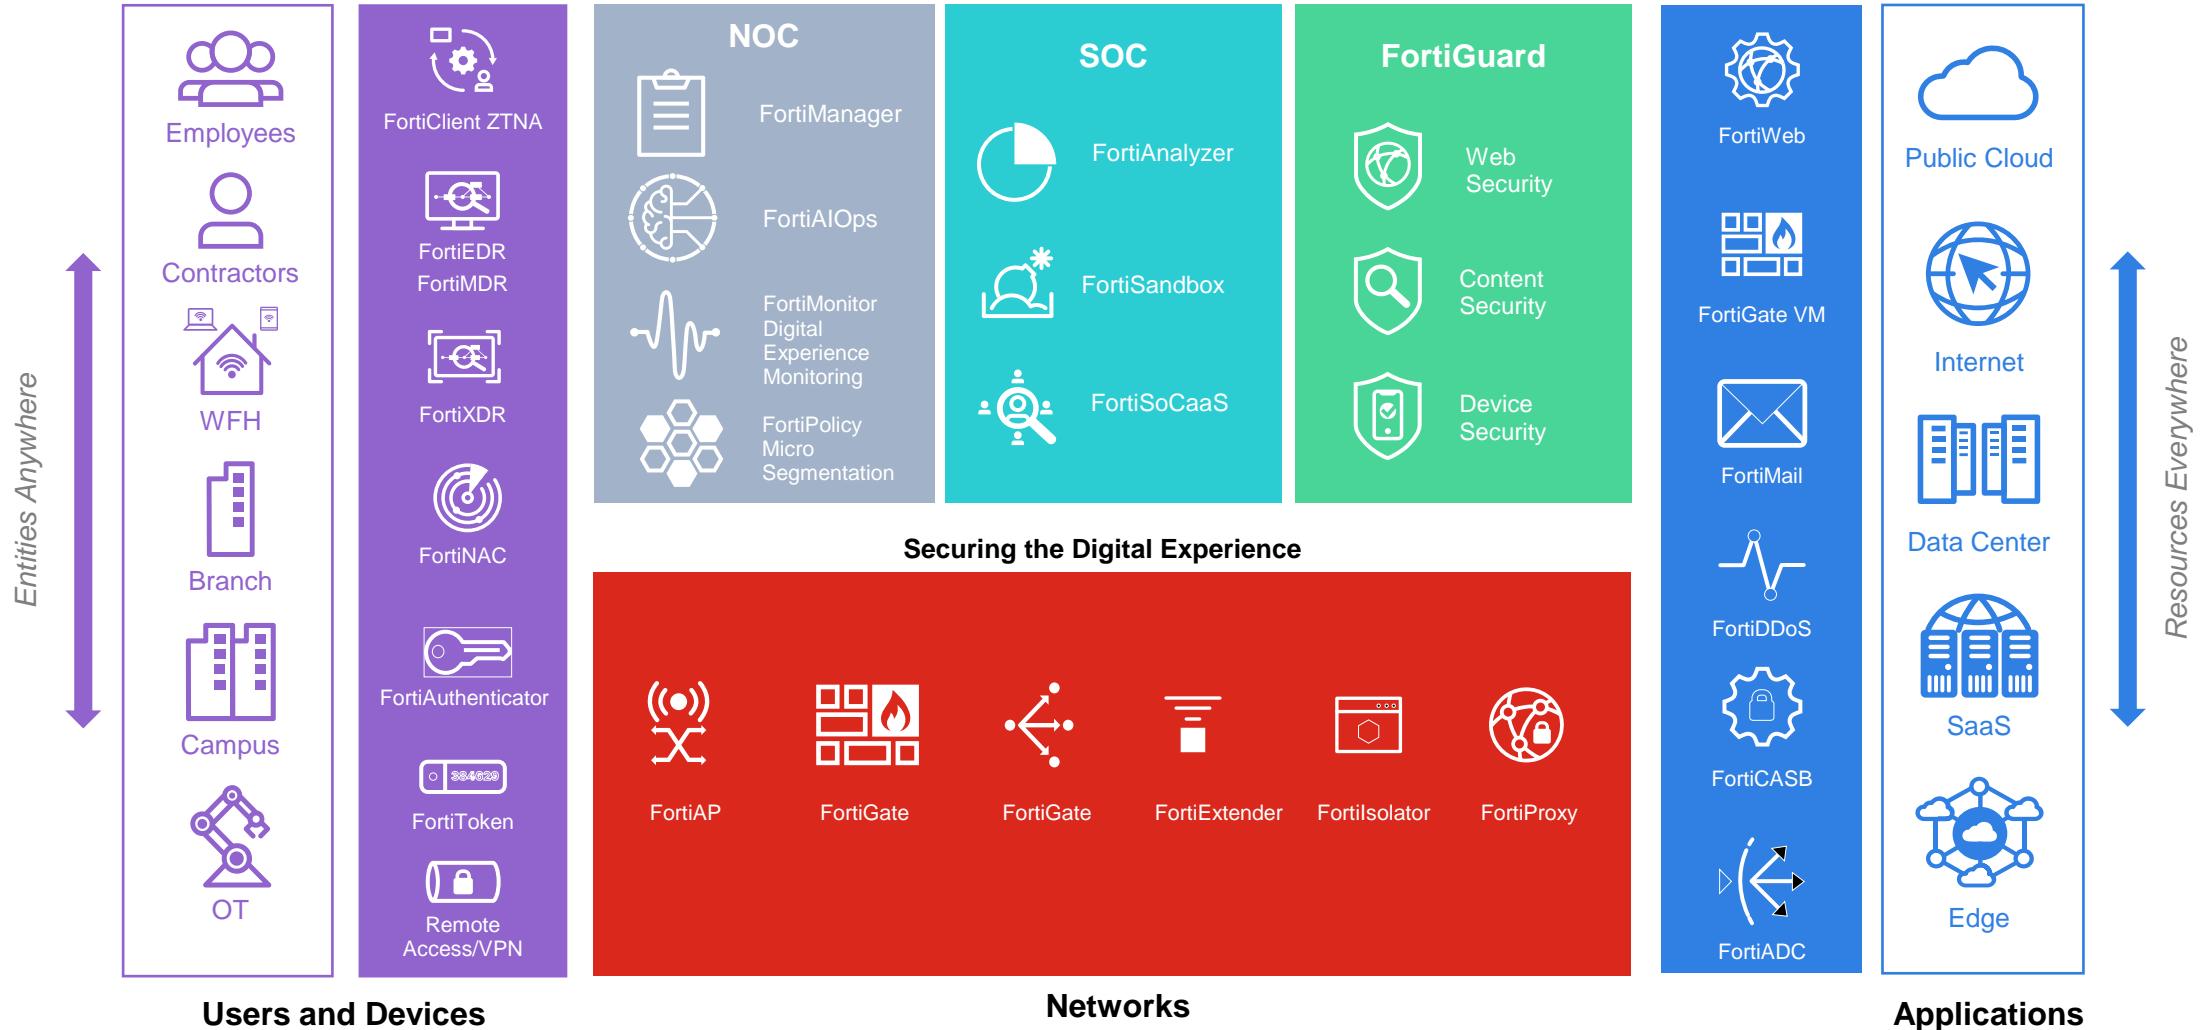 Entities Anywhere
Employees
Contractors
WFH
Branch
Campus
OT
FortiClient ZTNA
FortiEDR
FortiMDR
FortiXDR
FortiNAC
FortiAuthenticator
384629
FortiToken
Remote
Access/VPN
Users and Devices
NOC
FortiManager
FortiAIOps
FortiMonitor
Digital
Experience
Monitoring
FortiPolicy
Micro
Segmentation
SOC
FortiAnalyzer
FortiSandbox
FortiSoCaaS
FortiGuard
Web
Security
Content
Security
Device
Security
Securing the Digital Experience
FortiAP
FortiGate
FortiGate
FortiExtender
FortiIsolator
FortiProxy
Networks
FortiWeb
FortiGate VM
FortiMail
FortiDDoS
FortiCASB
FortiADC
Public Cloud
Internet
Data Center
SaaS
Edge
Applications
Resources Everywhere